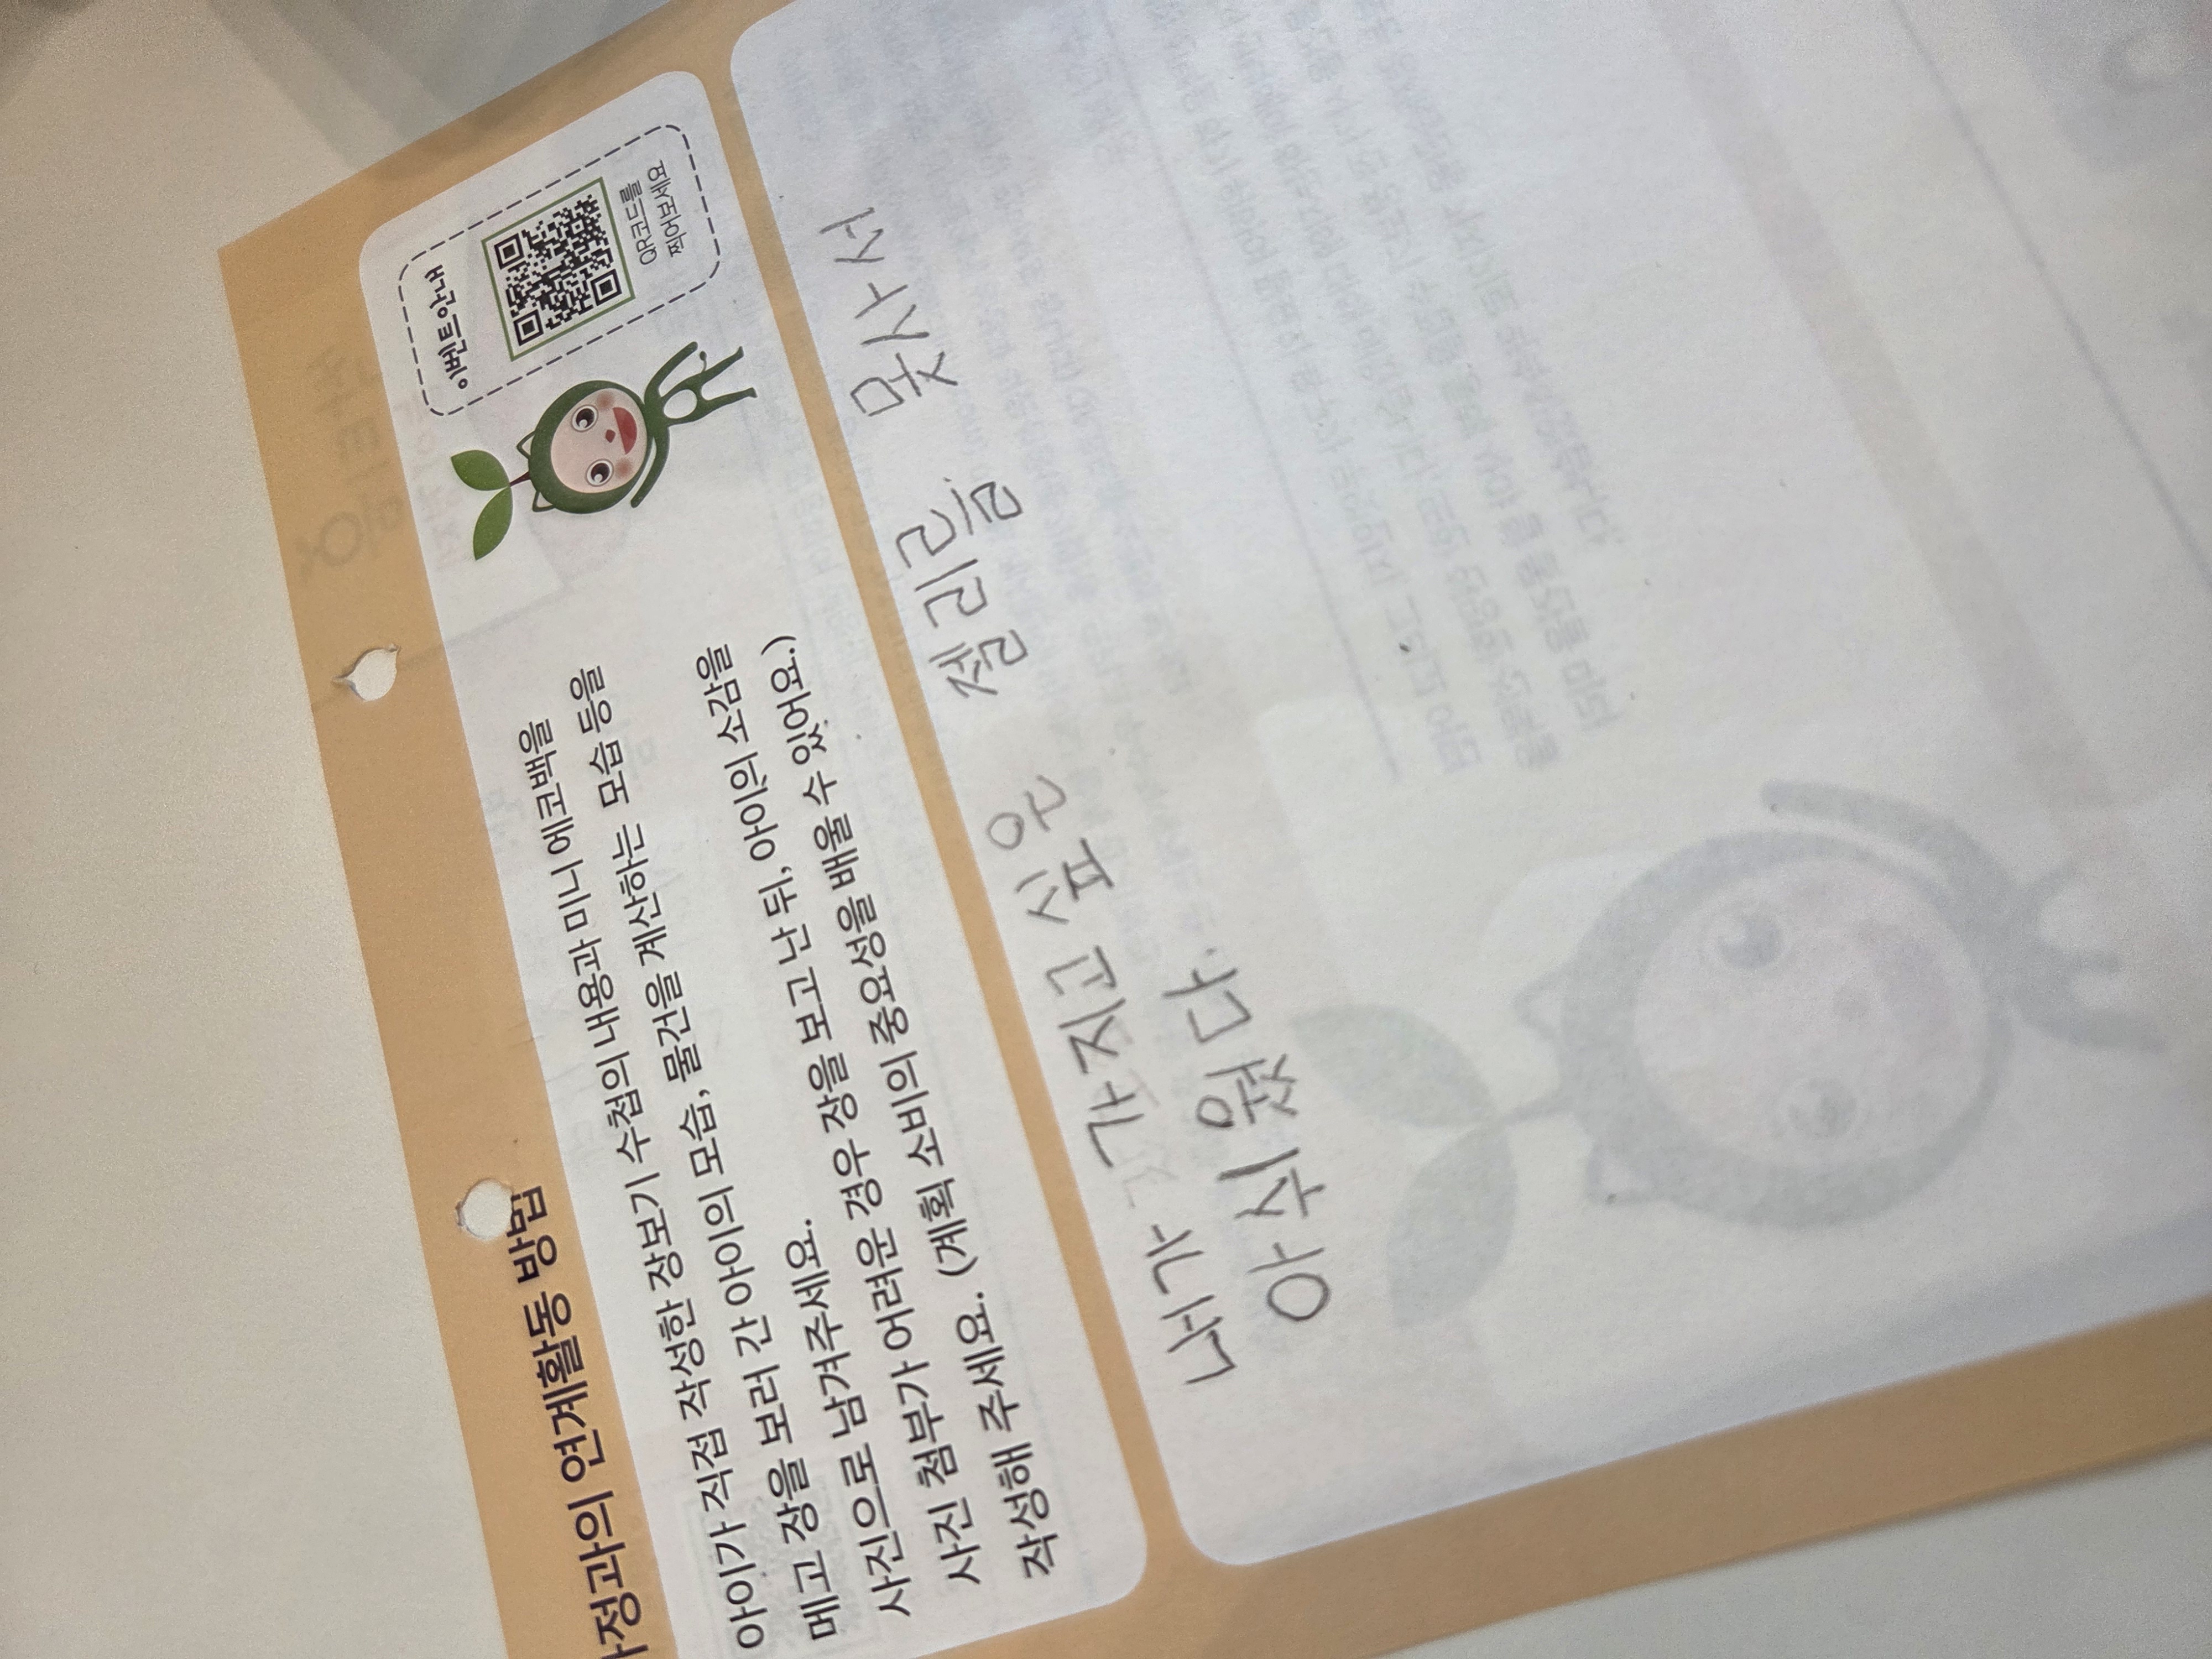 가정과의 연계활동 방법
아이가 직접 작성한 장보기 수첩의 내용과 미니 에코백을
메고 장을 보러 간 아이의 모습, 물건을 계산하는 모습 등을
사진으로 남겨주세요.
사진 첨부가 어려운 경우 장을 보고 난 뒤, 아이의 소감을
작성해 주세요. (계획 소비의 중요성을 배울 수 있어요.)
이벤트 안내
QR코드를
찍어보세요
내가 가지고 싶은 젤리를 못사서
아쉬웠다.